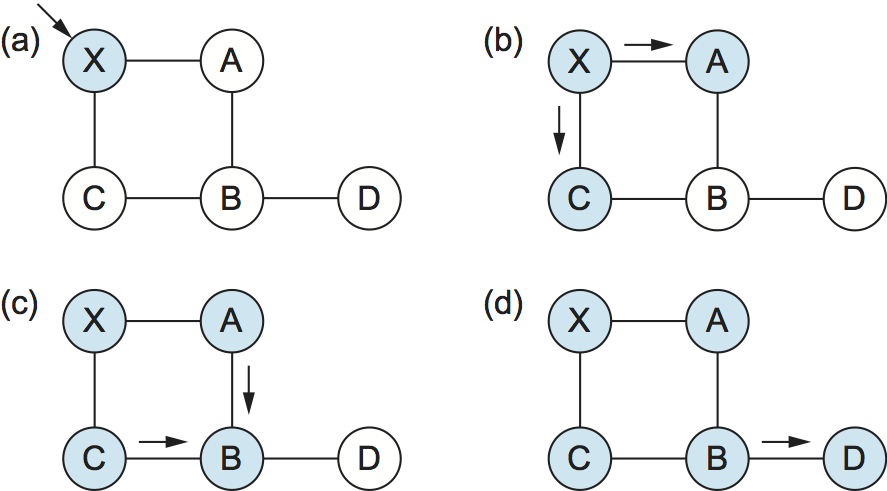 (a) X A
C B D
(b) X A
C B D
(c) X A
C B D
(d) X A
C B D